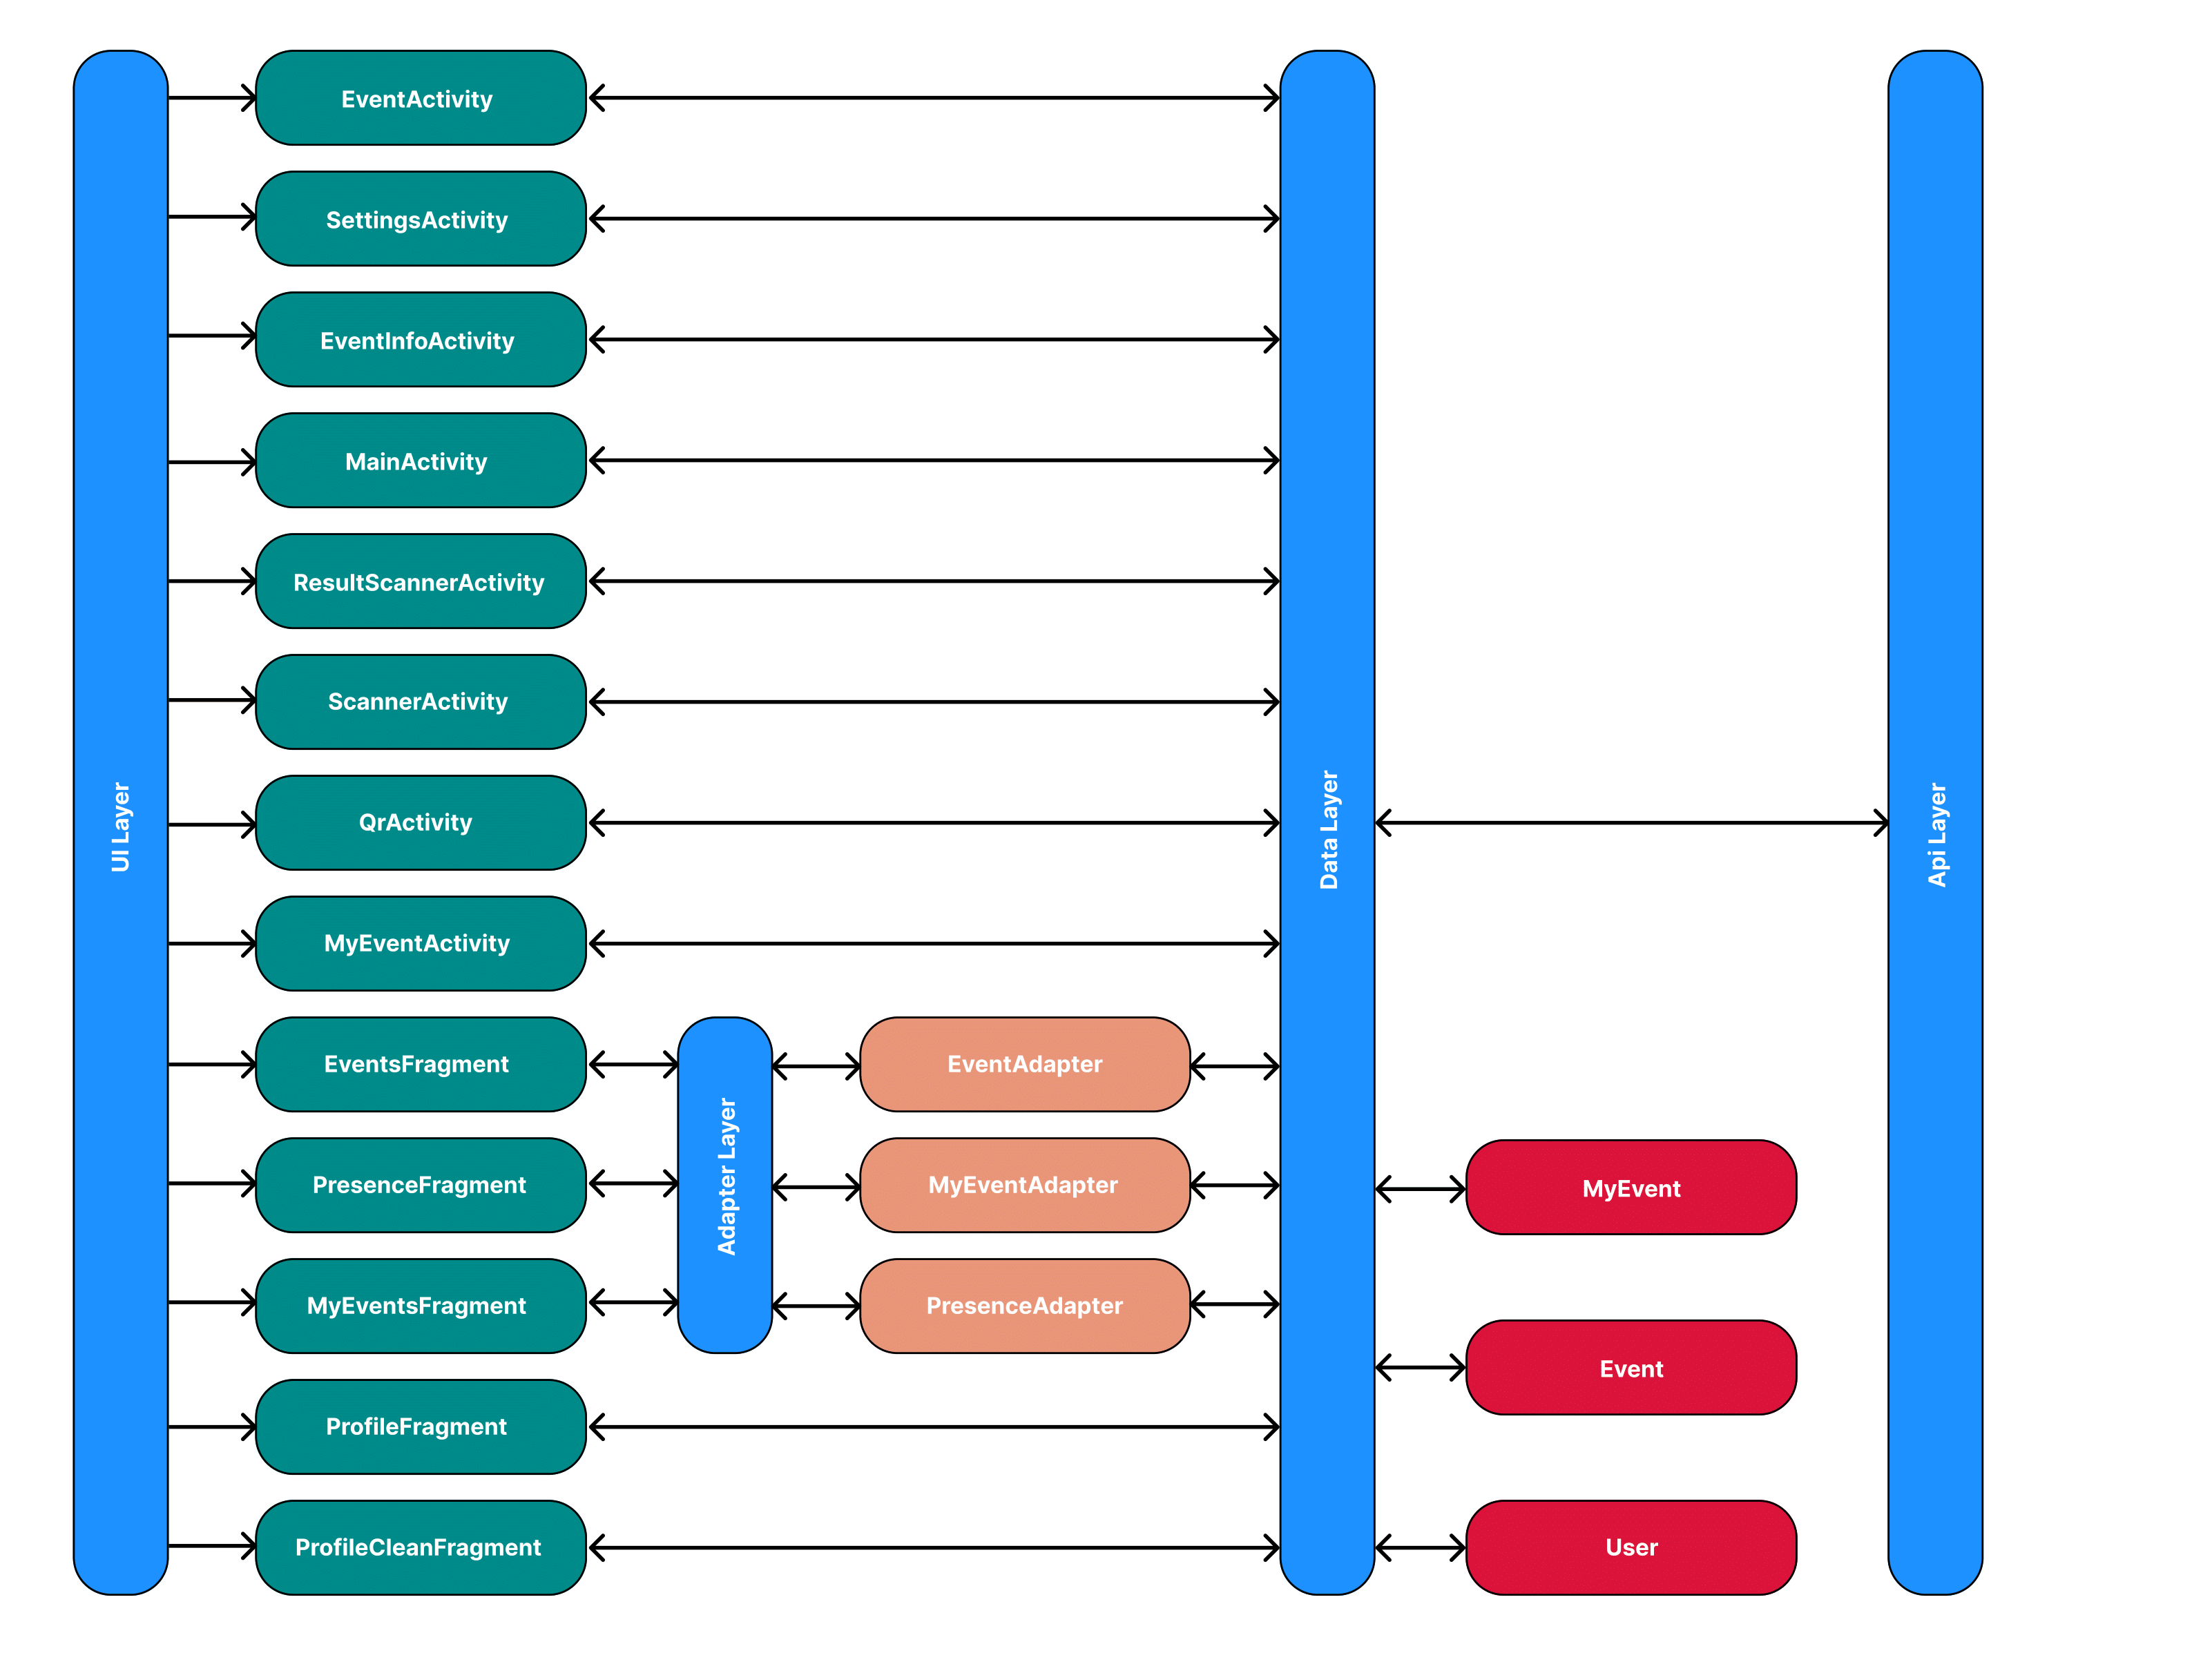 UI Layer
EventActivity
SettingsActivity
EventInfoActivity
MainActivity
ResultScannerActivity
ScannerActivity
QrActivity
MyEventActivity
EventsFragment
PresenceFragment
MyEventsFragment
ProfileFragment
ProfileCleanFragment
Adapter Layer
EventAdapter
MyEventAdapter
PresenceAdapter
Data Layer
MyEvent
Event
User
Api Layer